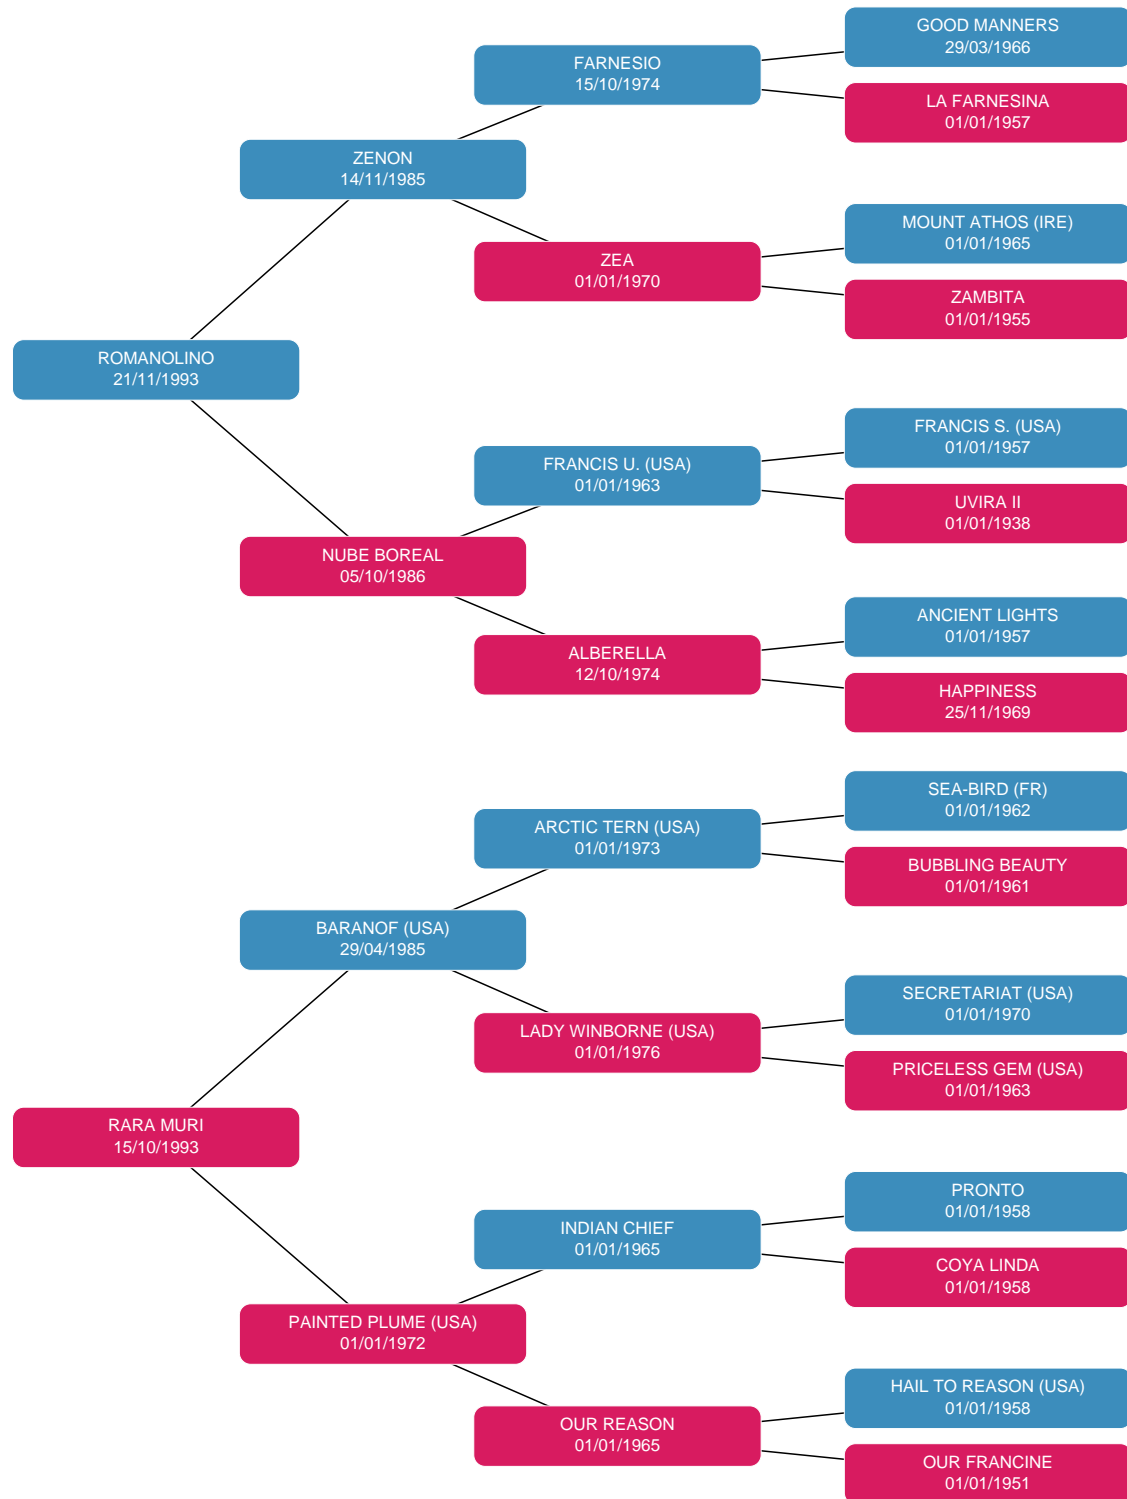 GOOD MANNERS
29/03/1966
FARNESIO
15/10/1974
LA FARNESINA
01/01/1957
ZENON
14/11/1985
MOUNT ATHOS (IRE)
01/01/1965
ZEA
01/01/1970
ZAMBITA
01/01/1955
ROMANOLINO
21/11/1993
FRANCIS S. (USA)
01/01/1957
FRANCIS U. (USA)
01/01/1963
UVIRA II
01/01/1938
NUBE BOREAL
05/10/1986
ANCIENT LIGHTS
01/01/1957
ALBERELLA
12/10/1974
HAPPINESS
25/11/1969
SEA-BIRD (FR)
01/01/1962
ARCTIC TERN (USA)
01/01/1973
BUBBLING BEAUTY
01/01/1961
BARANOF (USA)
29/04/1985
SECRETARIAT (USA)
01/01/1970
LADY WINBORNE (USA)
01/01/1976
PRICELESS GEM (USA)
01/01/1963
RARA MURI
15/10/1993
PRONTO
01/01/1958
INDIAN CHIEF
01/01/1965
COYA LINDA
01/01/1958
PAINTED PLUME (USA)
01/01/1972
HAIL TO REASON (USA)
01/01/1958
OUR REASON
01/01/1965
OUR FRANCINE
01/01/1951